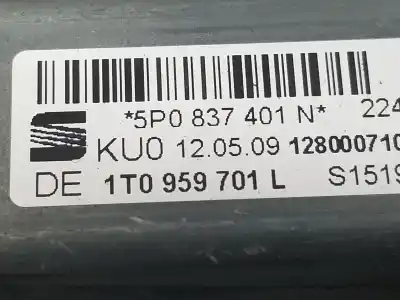 *5P0 837 401 N* 224
KU0 12.05.09 128000710
DE 1T0 959 701 L S1519